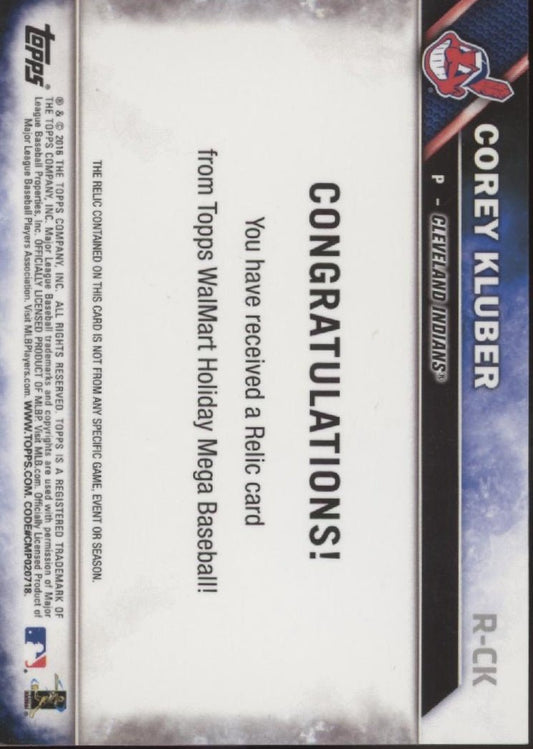 COREY KLUBER
P - CLEVELAND INDIANS®
R-CK
CONGRATULATIONS!
You have received a Relic card
from Topps WalMart Holiday Mega Baseball!
THE RELIC CONTAINED ON THIS CARD IS NOT FROM ANY SPECIFIC GAME, EVENT OR SEASON.
topps
® & © 2016 THE TOPPS COMPANY, INC. ALL RIGHTS RESERVED. TOPPS IS A REGISTERED TRADEMARK OF
THE TOPPS COMPANY, INC. Major League Baseball trademarks and copyrights are used with permission of Major
League Baseball Properties, Inc. OFFICIALLY LICENSED PRODUCT OF MLBP. Visit MLB.com. Officially Licensed Product of
Major League Baseball Players Association. Visit MLBPlayers.com. WWW.TOPPS.COM. CODE#CMP020718.